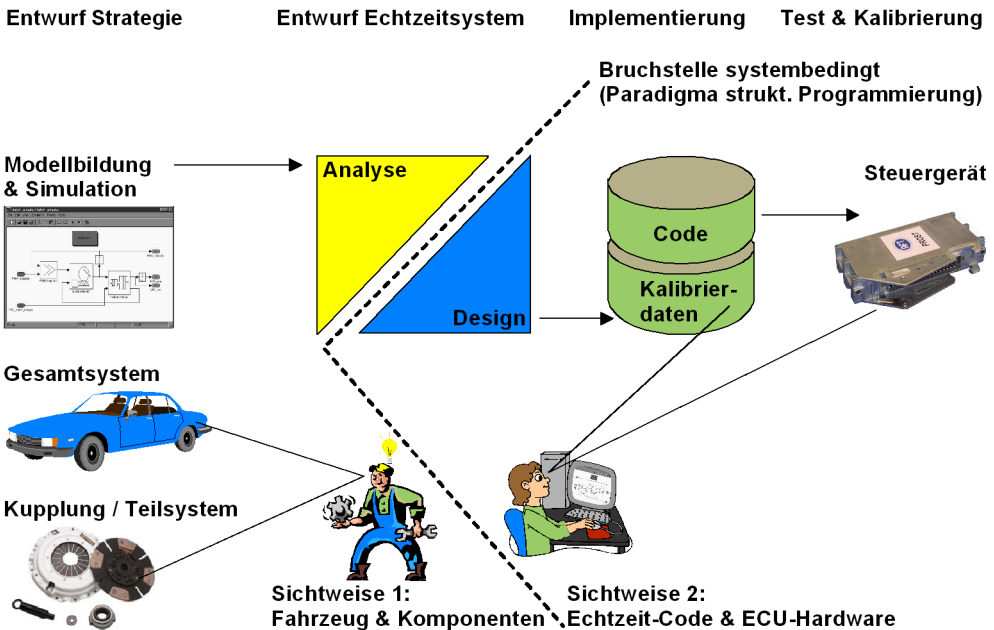 Entwurf Strategie
Entwurf Echtzeitsystem
Implementierung
Test & Kalibrierung
Bruchstelle systembedingt
(Paradigma strukt. Programmierung)
Modellbildung
& Simulation
Analyse
Design
Code
Kalibrier-
daten
Steuergerät
Gesamtsystem
Kupplung / Teilsystem
Sichtweise 1:
Fahrzeug & Komponenten
Sichtweise 2:
Echtzeit-Code & ECU-Hardware